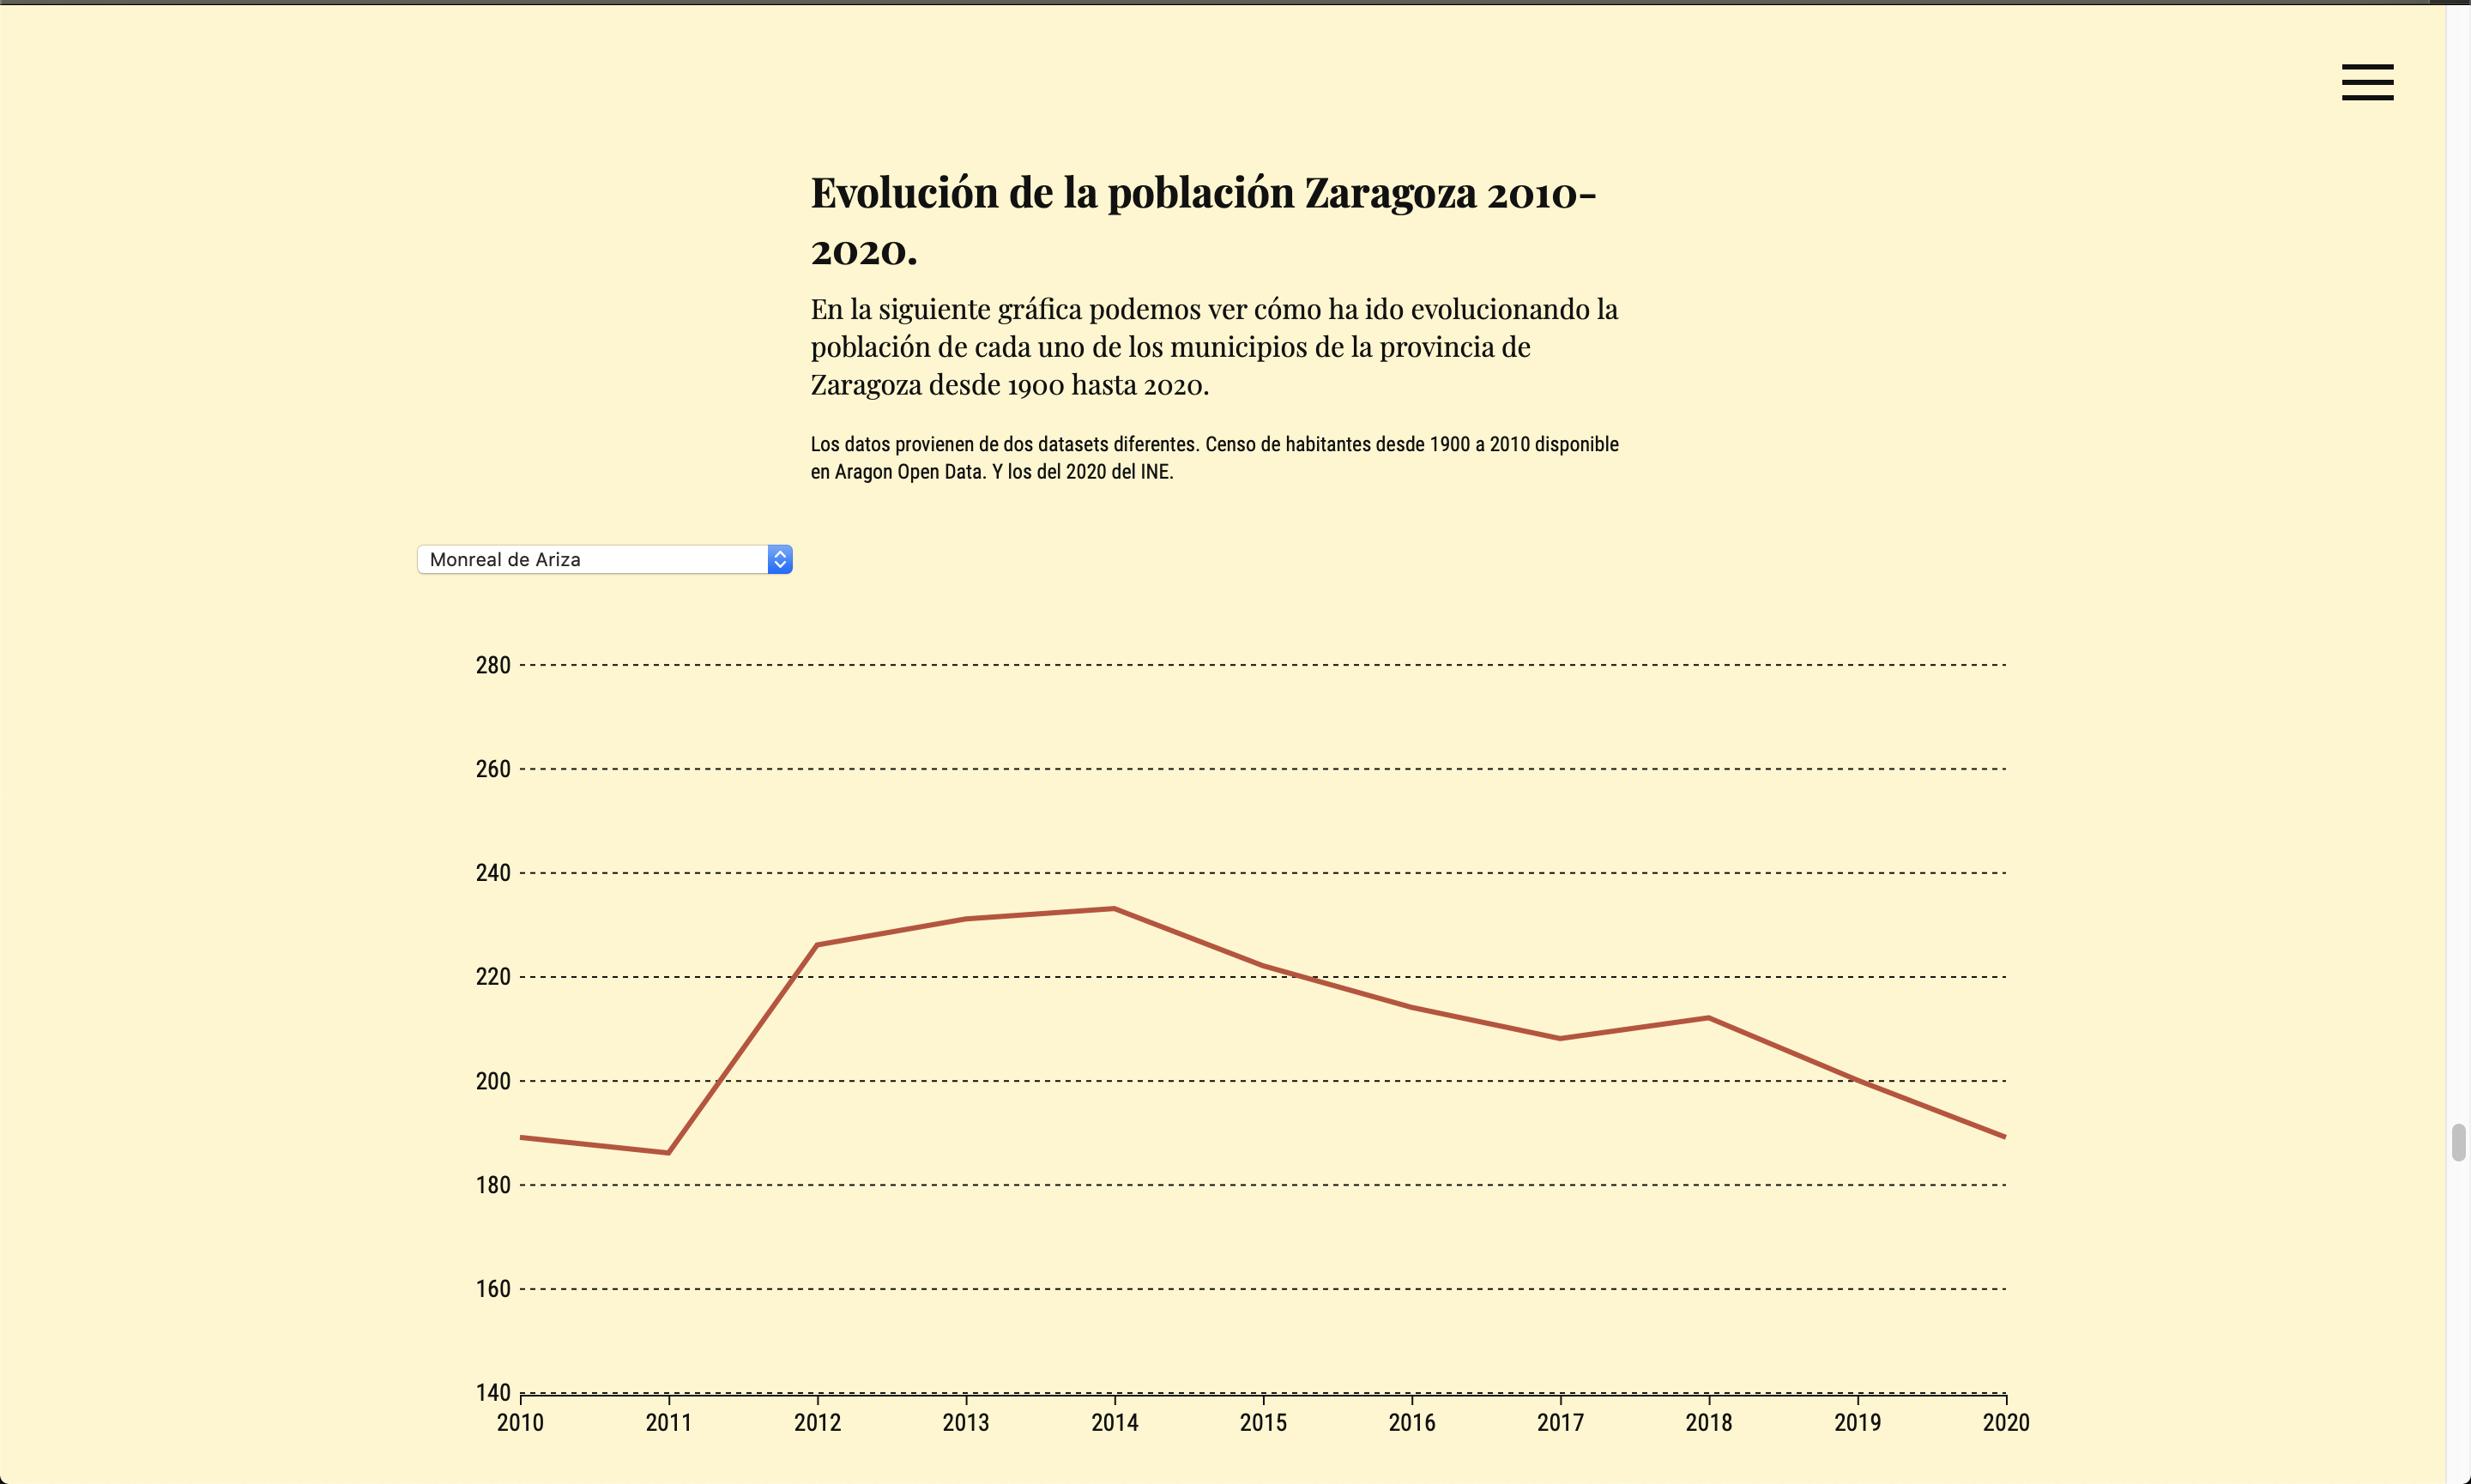 Evolución de la población Zaragoza 2010-
2020.
En la siguiente gráfica podemos ver cómo ha ido evolucionando la
población de cada uno de los municipios de la provincia de
Zaragoza desde 1900 hasta 2020.
Los datos provienen de dos datasets diferentes. Censo de habitantes desde 1900 a 2010 disponible
en Aragon Open Data. Y los del 2020 del INE.
Monreal de Ariza
280
260
240
220
200
180
160
140
2010 2011 2012 2013 2014 2015 2016 2017 2018 2019 2020